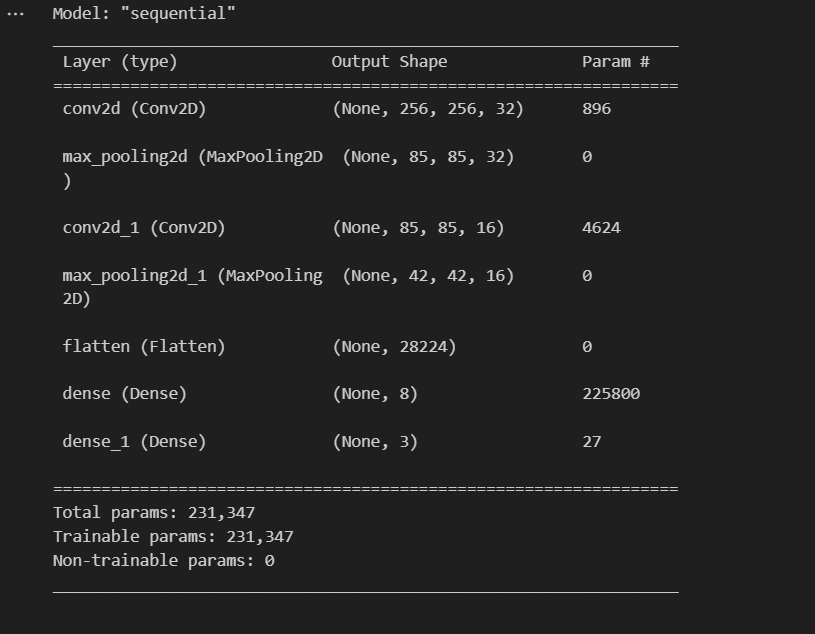 ... Model: "sequential"
Layer (type) Output Shape Param #
=================================================================
conv2d (Conv2D) (None, 256, 256, 32) 896
max_pooling2d (MaxPooling2D (None, 85, 85, 32) 0
)
conv2d_1 (Conv2D) (None, 85, 85, 16) 4624
max_pooling2d_1 (MaxPooling (None, 42, 42, 16) 0
2D)
flatten (Flatten) (None, 28224) 0
dense (Dense) (None, 8) 225800
dense_1 (Dense) (None, 3) 27
=================================================================
Total params: 231,347
Trainable params: 231,347
Non-trainable params: 0